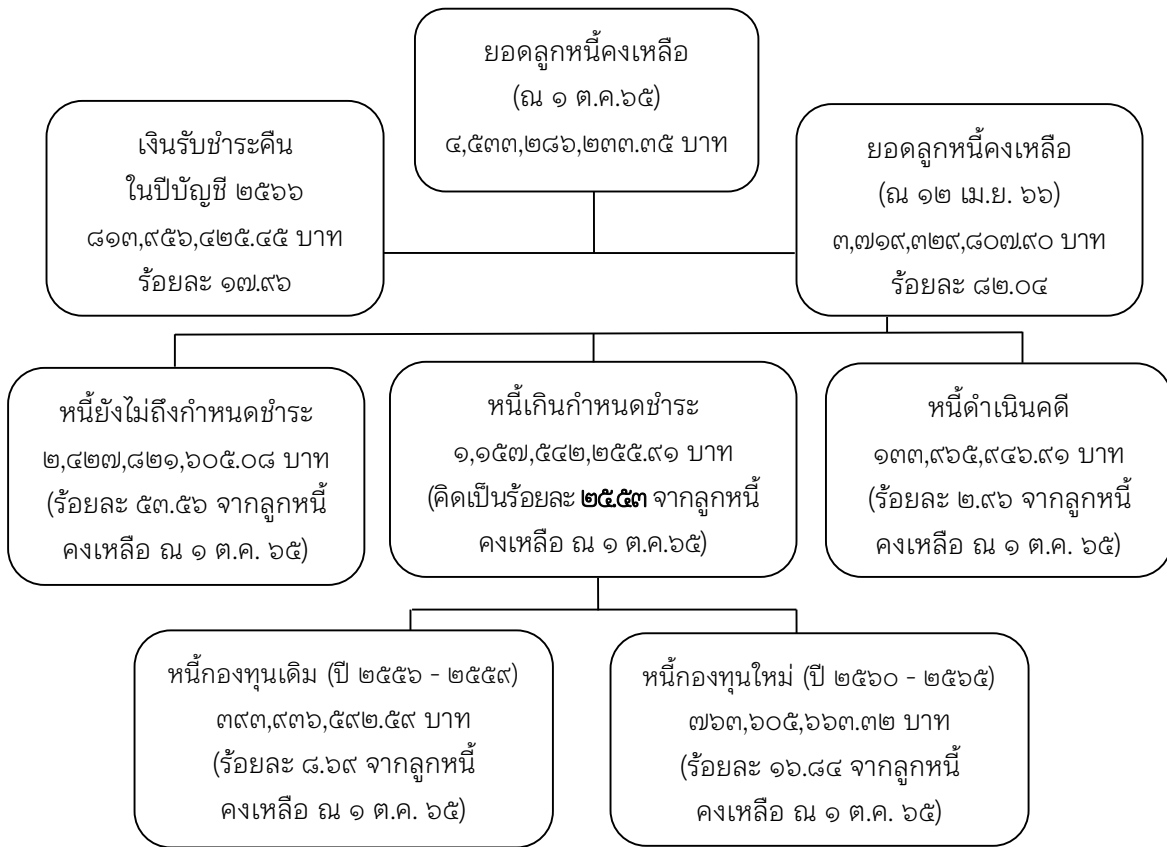 ยอดลูกหนี้คงเหลือ
(ณ ๑ ต.ค.๖๕)
๔,๕๓๓,๒๘๖,๒๓๓.๓๕ บาท
เงินรับชำระคืน
ในปีบัญชี ๒๕๖๖
๘๑๓,๙๕๖,๔๒๕.๔๕ บาท
ร้อยละ ๑๗.๙๖
ยอดลูกหนี้คงเหลือ
(ณ ๑๒ เม.ย. ๖๖)
๓,๗๑๙,๓๒๙,๘๐๗.๙๐ บาท
ร้อยละ ๘๒.๐๔
หนี้ยังไม่ถึงกำหนดชำระ
๒,๔๒๗,๘๒๑,๖๐๕.๐๘ บาท
(ร้อยละ ๕๓.๕๖ จากลูกหนี้
คงเหลือ ณ ๑ ต.ค. ๖๕)
หนี้เกินกำหนดชำระ
๑,๑๕๗,๕๔๒,๒๕๕.๙๑ บาท
(คิดเป็นร้อยละ ๒๕.๕๓ จากลูกหนี้
คงเหลือ ณ ๑ ต.ค.๖๕)
หนี้ดำเนินคดี
๑๓๓,๙๖๕,๙๔๖.๙๑ บาท
(ร้อยละ ๒.๙๖ จากลูกหนี้
คงเหลือ ณ ๑ ต.ค. ๖๕)
หนี้กองทุนเดิม (ปี ๒๕๕๖ - ๒๕๕๙)
๓๙๓,๙๓๖,๕๙๒.๕๙ บาท
(ร้อยละ ๘.๖๙ จากลูกหนี้
คงเหลือ ณ ๑ ต.ค. ๖๕)
หนี้กองทุนใหม่ (ปี ๒๕๖๐ - ๒๕๖๕)
๗๖๓,๖๐๕,๖๖๓.๓๒ บาท
(ร้อยละ ๑๖.๘๔ จากลูกหนี้
คงเหลือ ณ ๑ ต.ค. ๖๕)